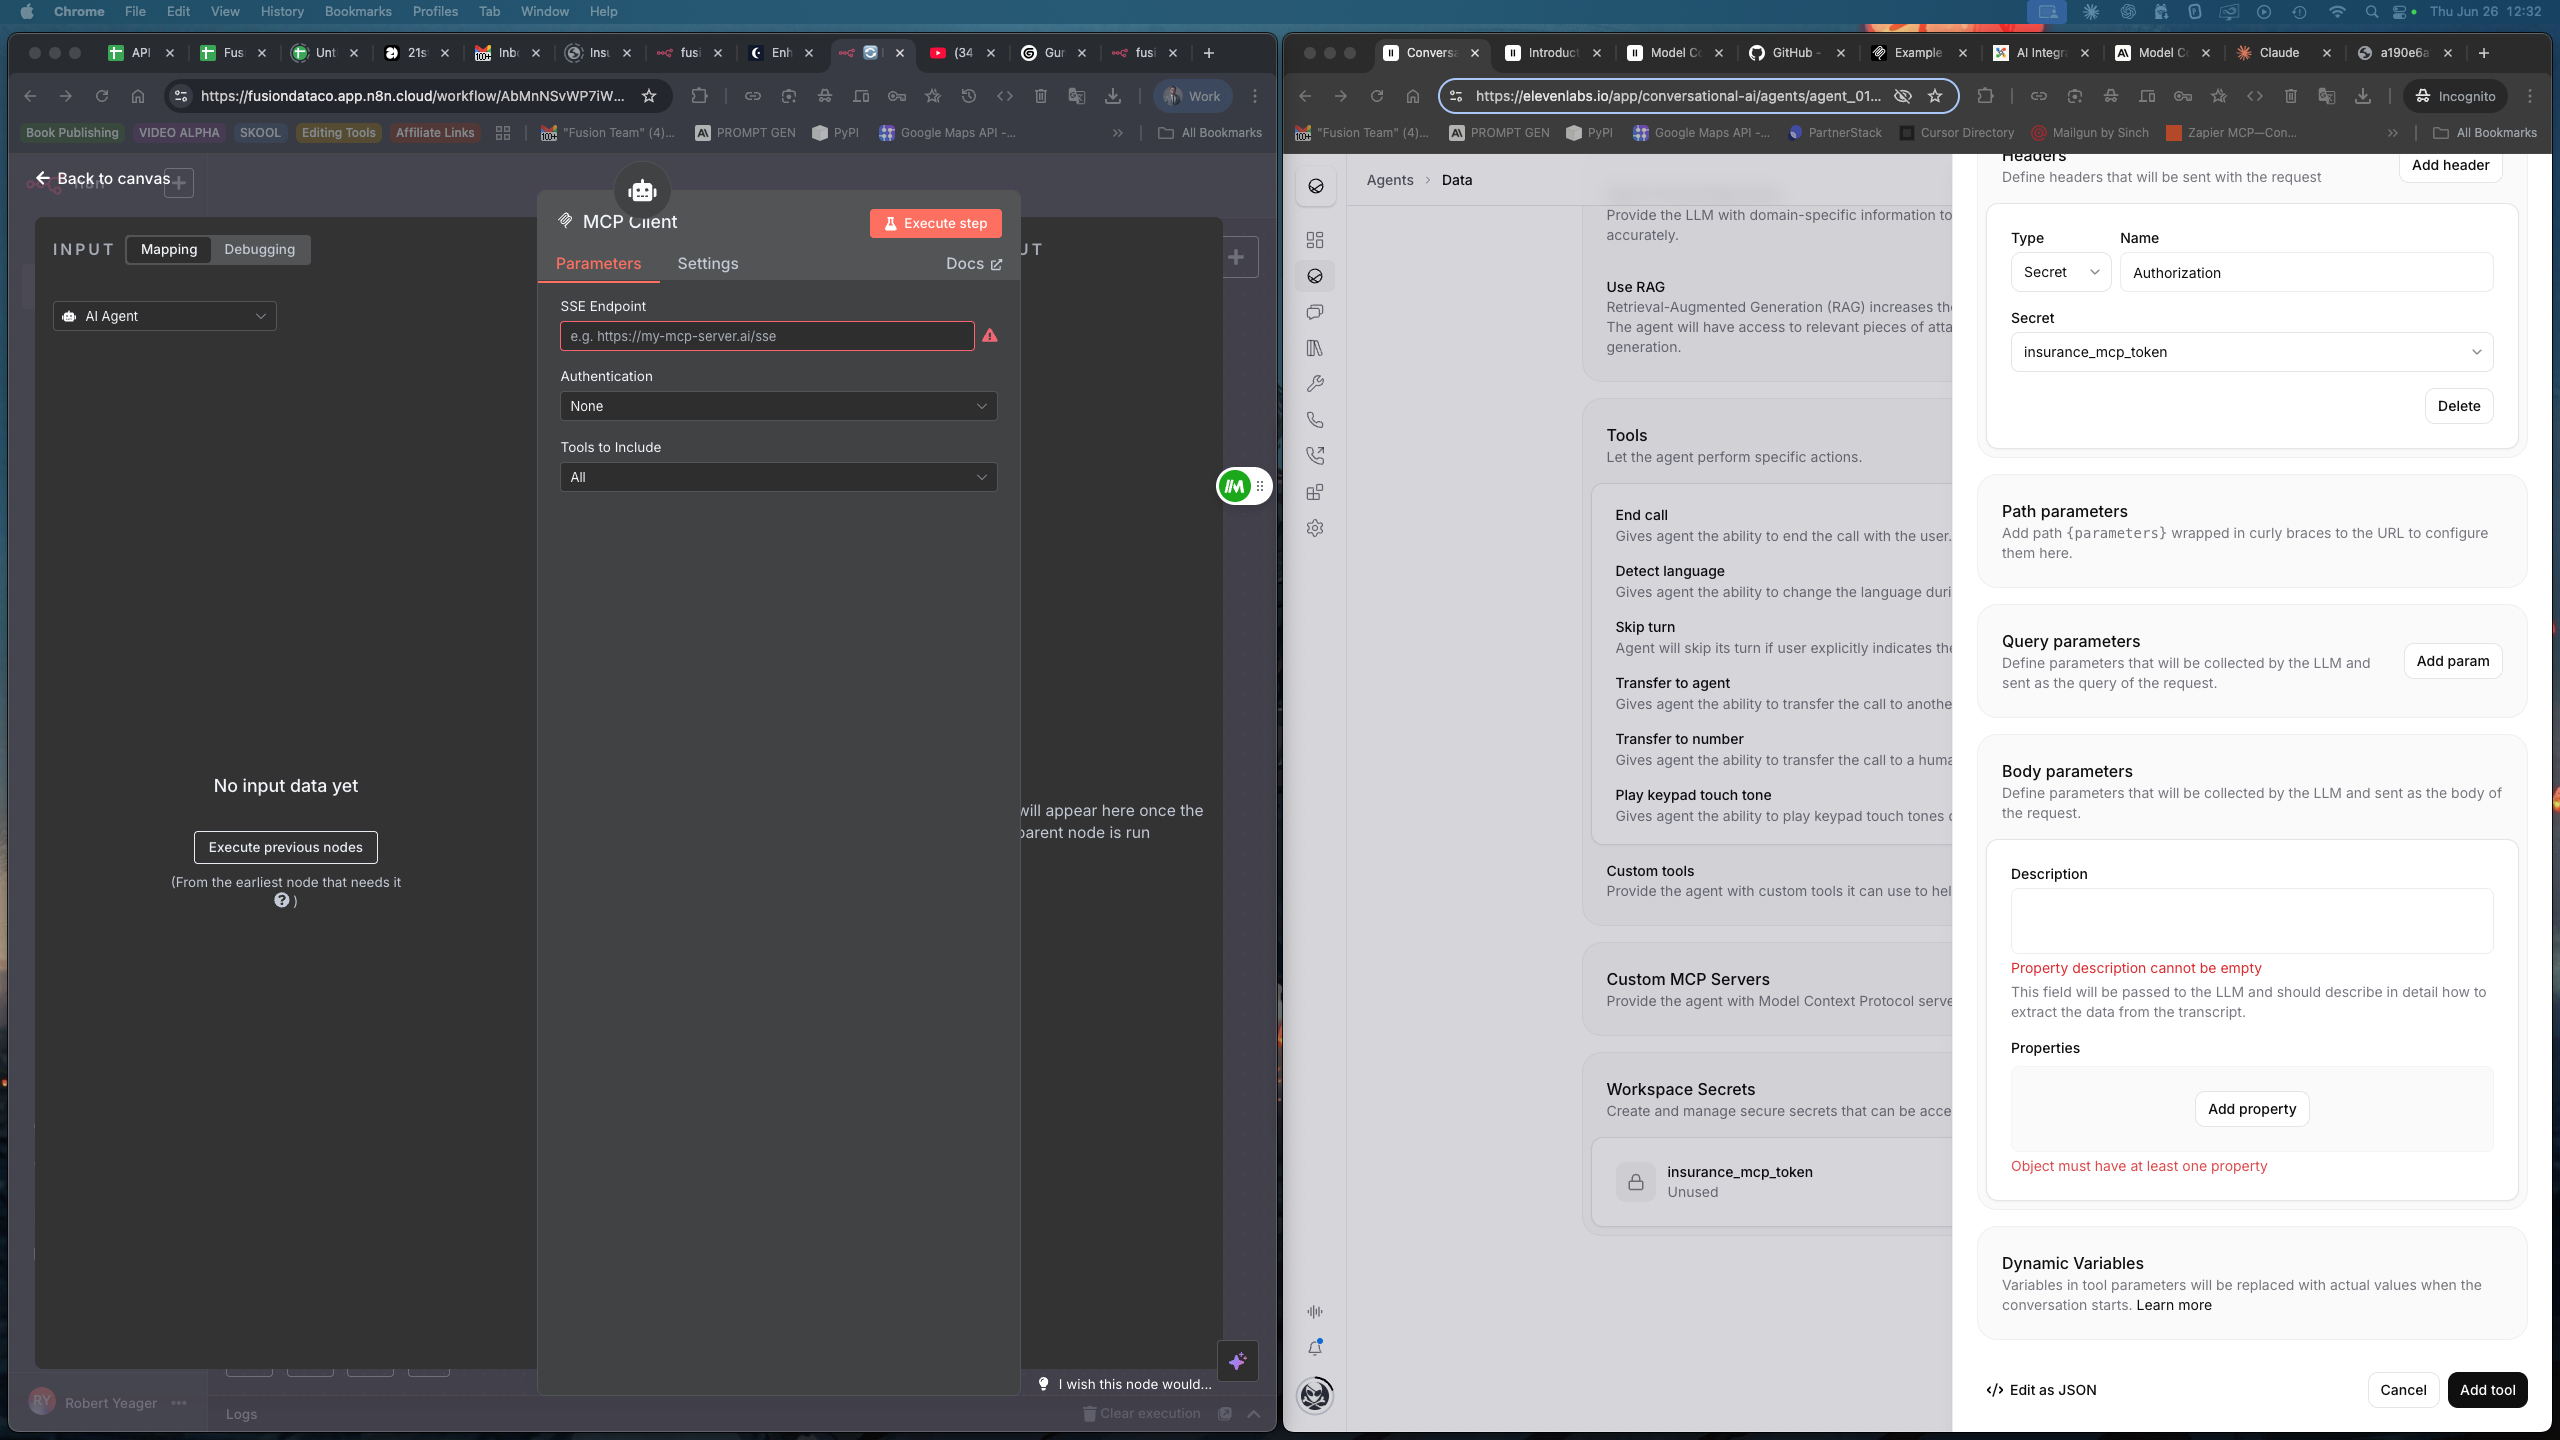 Chrome File Edit View History Bookmarks Profiles Tab Window Help
Thu Jun 26 12:32
API
Fus
Unt
21s
100+
Inb
Inst
fusi
Enh
(34
Gur
fusi
https://fusiondataco.app.n8n.cloud/workflow/AbMnNSvWP7iW...
Work
Book Publishing
VIDEO ALPHA
SKOOL
Editing Tools
Affiliate Links
"Fusion Team" (4)...
PROMPT GEN
PyPI
Google Maps API -...
»
All Bookmarks
Back to canvas
INPUT
Mapping
Debugging
AI Agent
No input data yet
Execute previous nodes
(From the earliest node that needs it
? )
MCP Client
Execute step
Parameters
Settings
Docs
SSE Endpoint
e.g. https://my-mcp-server.ai/sse
Authentication
None
Tools to Include
All
UT
will appear here once the
parent node is run
I wish this node would...
RY
Robert Yeager
Logs
Clear execution
Conversa
Introduct
Model Co
GitHub -
Example
AI Integra
Model Co
Claude
a190e6a
https://elevenlabs.io/app/conversational-ai/agents/agent_01...
Incognito
"Fusion Team" (4)...
PROMPT GEN
PyPI
Google Maps API -...
PartnerStack
Cursor Directory
Mailgun by Sinch
Zapier MCP—Con...
»
All Bookmarks
Agents › Data
Provide the LLM with domain-specific information to
accurately.
Use RAG
Retrieval-Augmented Generation (RAG) increases the
The agent will have access to relevant pieces of atta
generation.
Tools
Let the agent perform specific actions.
End call
Gives agent the ability to end the call with the user.
Detect language
Gives agent the ability to change the language duri
Skip turn
Agent will skip its turn if user explicitly indicates the
Transfer to agent
Gives agent the ability to transfer the call to anothe
Transfer to number
Gives agent the ability to transfer the call to a huma
Play keypad touch tone
Gives agent the ability to play keypad touch tones
Custom tools
Provide the agent with custom tools it can use to hel
Custom MCP Servers
Provide the agent with Model Context Protocol serve
Workspace Secrets
Create and manage secure secrets that can be acce
insurance_mcp_token
Unused
Headers
Define headers that will be sent with the request
Add header
Type
Name
Secret
Authorization
Secret
insurance_mcp_token
Delete
Path parameters
Add path {parameters} wrapped in curly braces to the URL to configure
them here.
Query parameters
Define parameters that will be collected by the LLM and
sent as the query of the request.
Add param
Body parameters
Define parameters that will be collected by the LLM and sent as the body of
the request.
Description
Property description cannot be empty
This field will be passed to the LLM and should describe in detail how to
extract the data from the transcript.
Properties
Add property
Object must have at least one property
Dynamic Variables
Variables in tool parameters will be replaced with actual values when the
conversation starts. Learn more
Edit as JSON
Cancel
Add tool